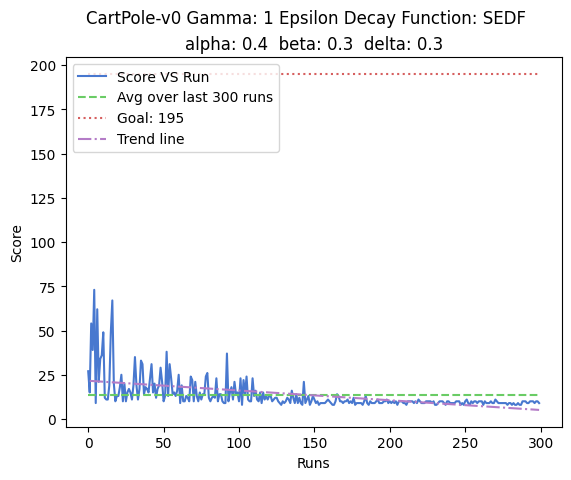 CartPole-v0 Gamma: 1 Epsilon Decay Function: SEDF
alpha: 0.4 beta: 0.3 delta: 0.3
Score VS Run
Avg over last 300 runs
Goal: 195
Trend line
Score
200
175
150
125
100
75
50
25
0
0 50 100 150 200 250 300
Runs